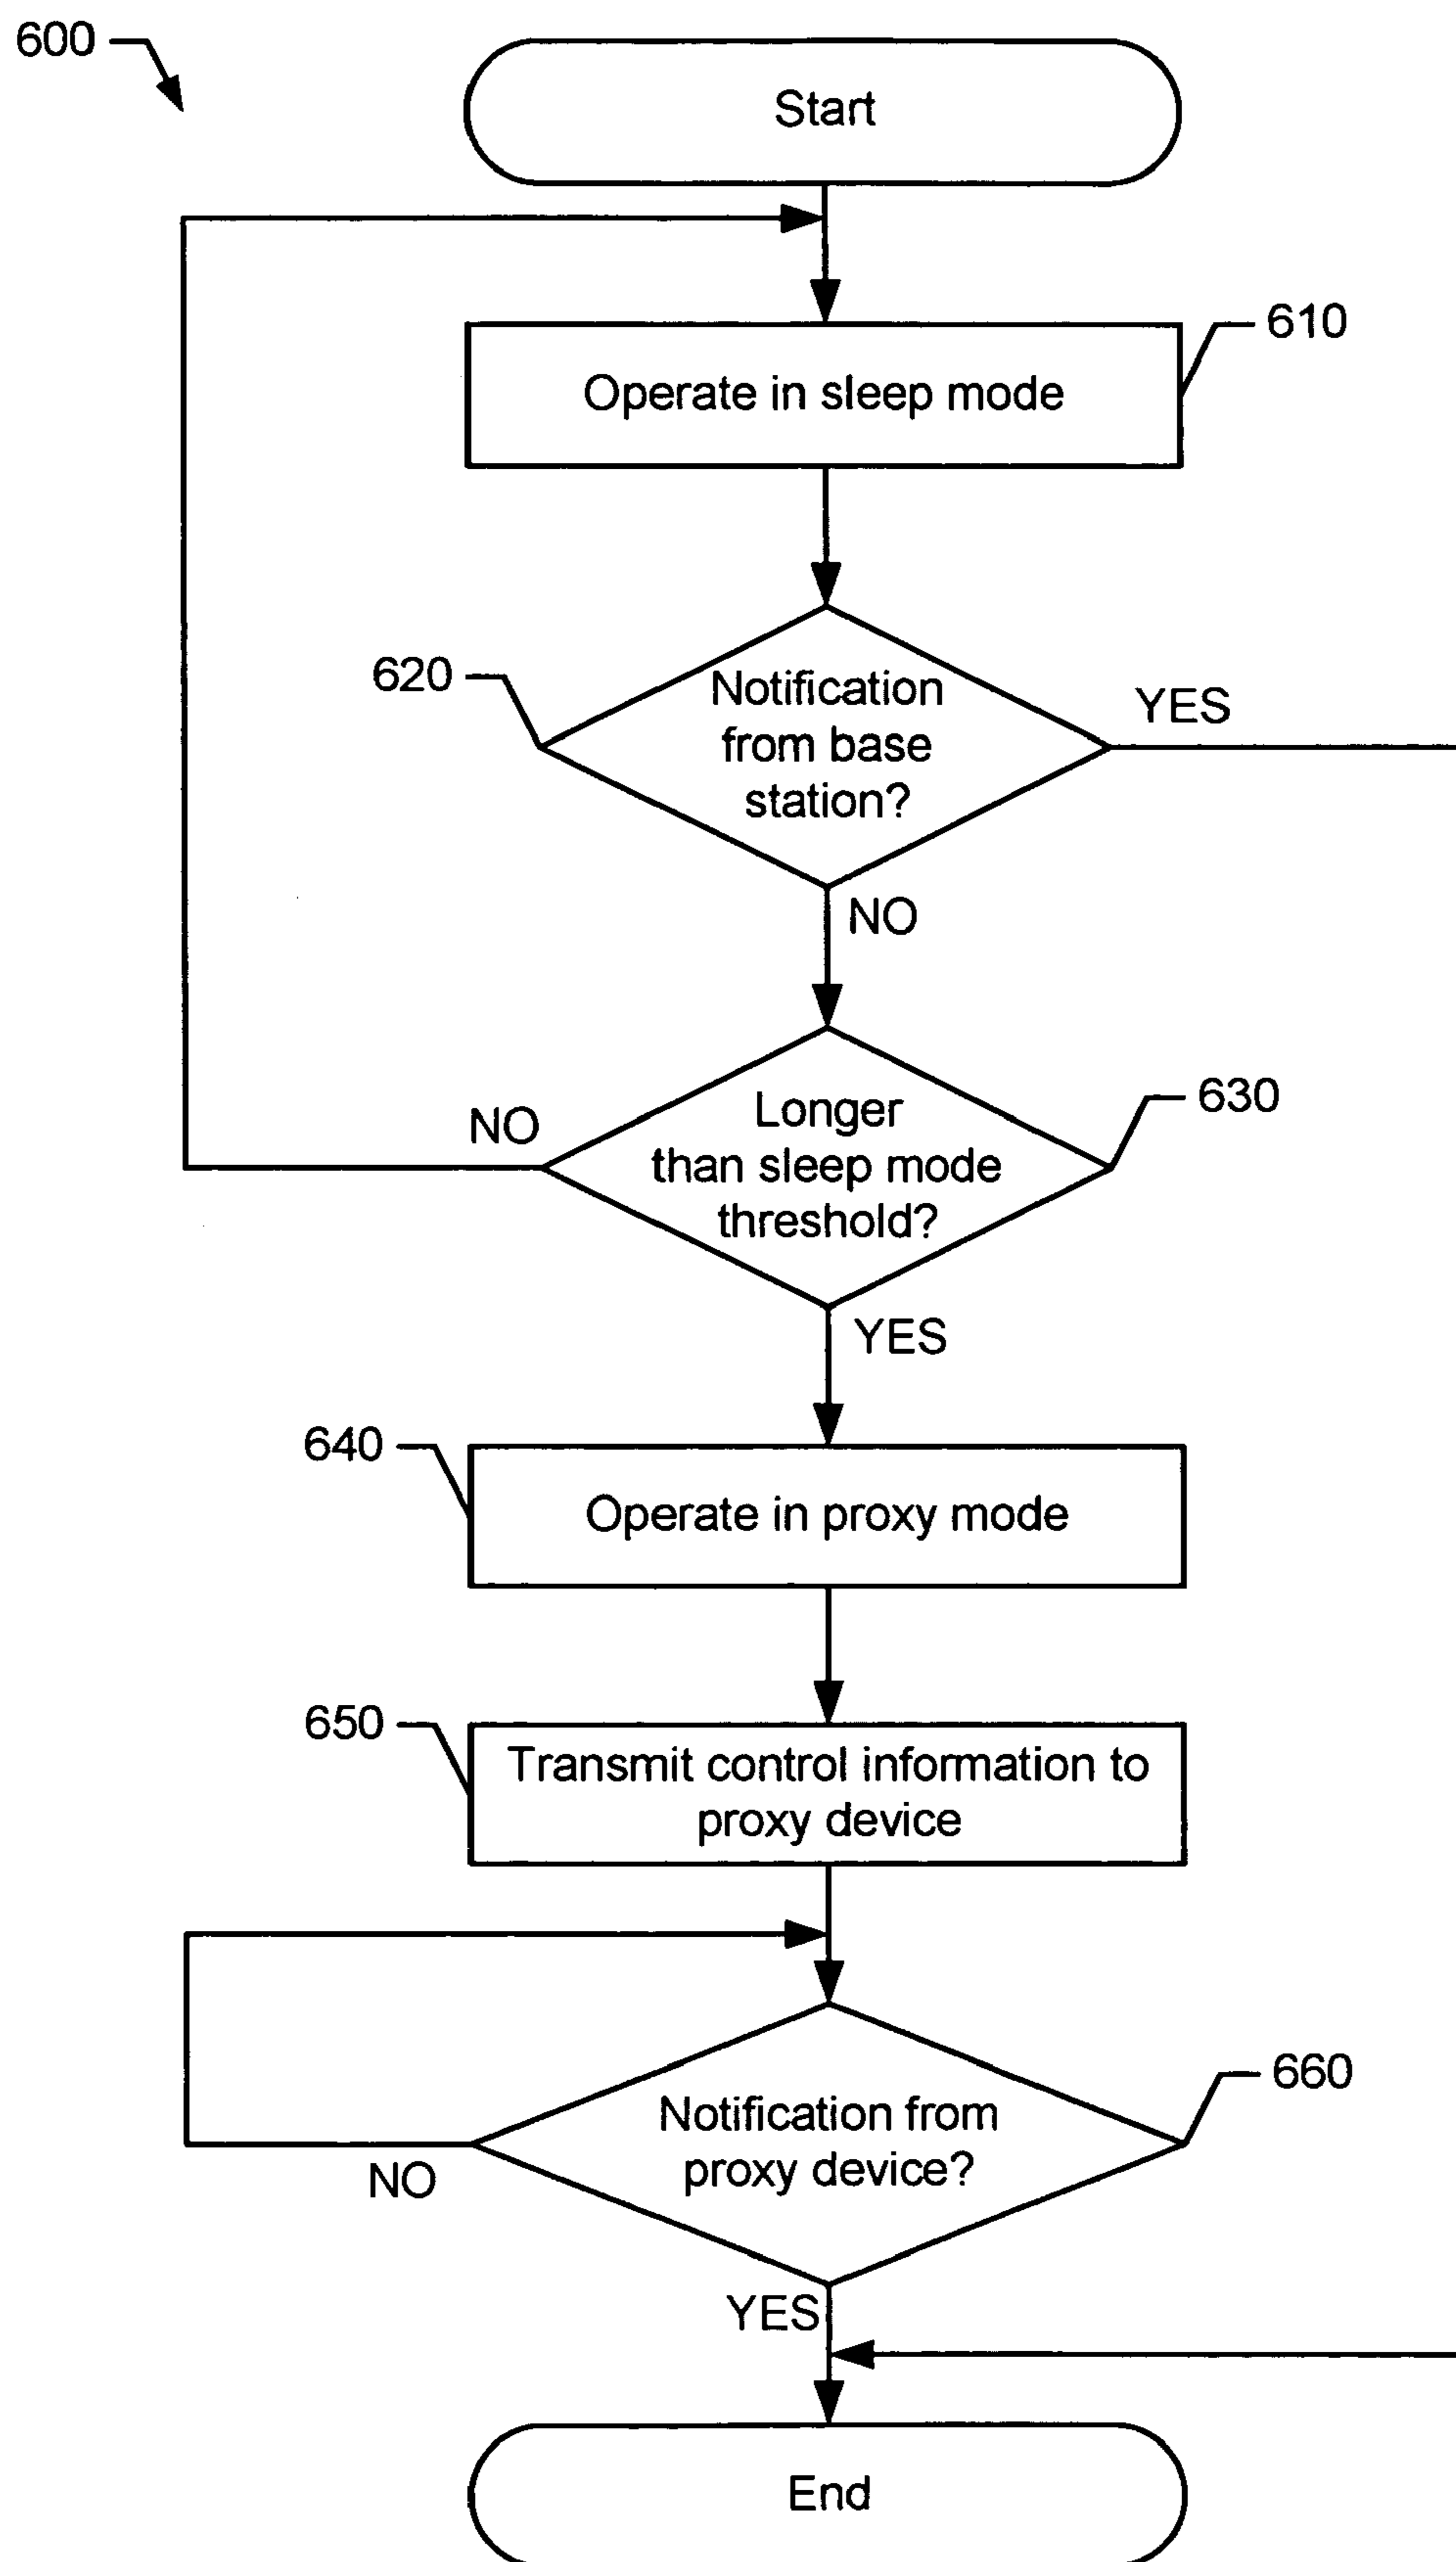 600
Start
610
Operate in sleep mode
620
Notification
from base
station?
YES
NO
630
Longer
than sleep mode
threshold?
NO
YES
640
Operate in proxy mode
650
Transmit control information to
proxy device
660
Notification from
proxy device?
NO
YES
End